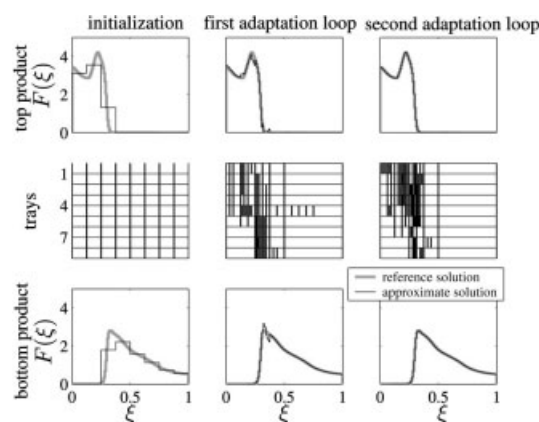 initialization first adaptation loop second adaptation loop
top product
F(ξ)
4
2
0
trays
1
4
7
reference solution
approximate solution
bottom product
F(ξ)
4
2
0
0 0.5 1 0 0.5 1 0 0.5 1
ξ ξ ξ